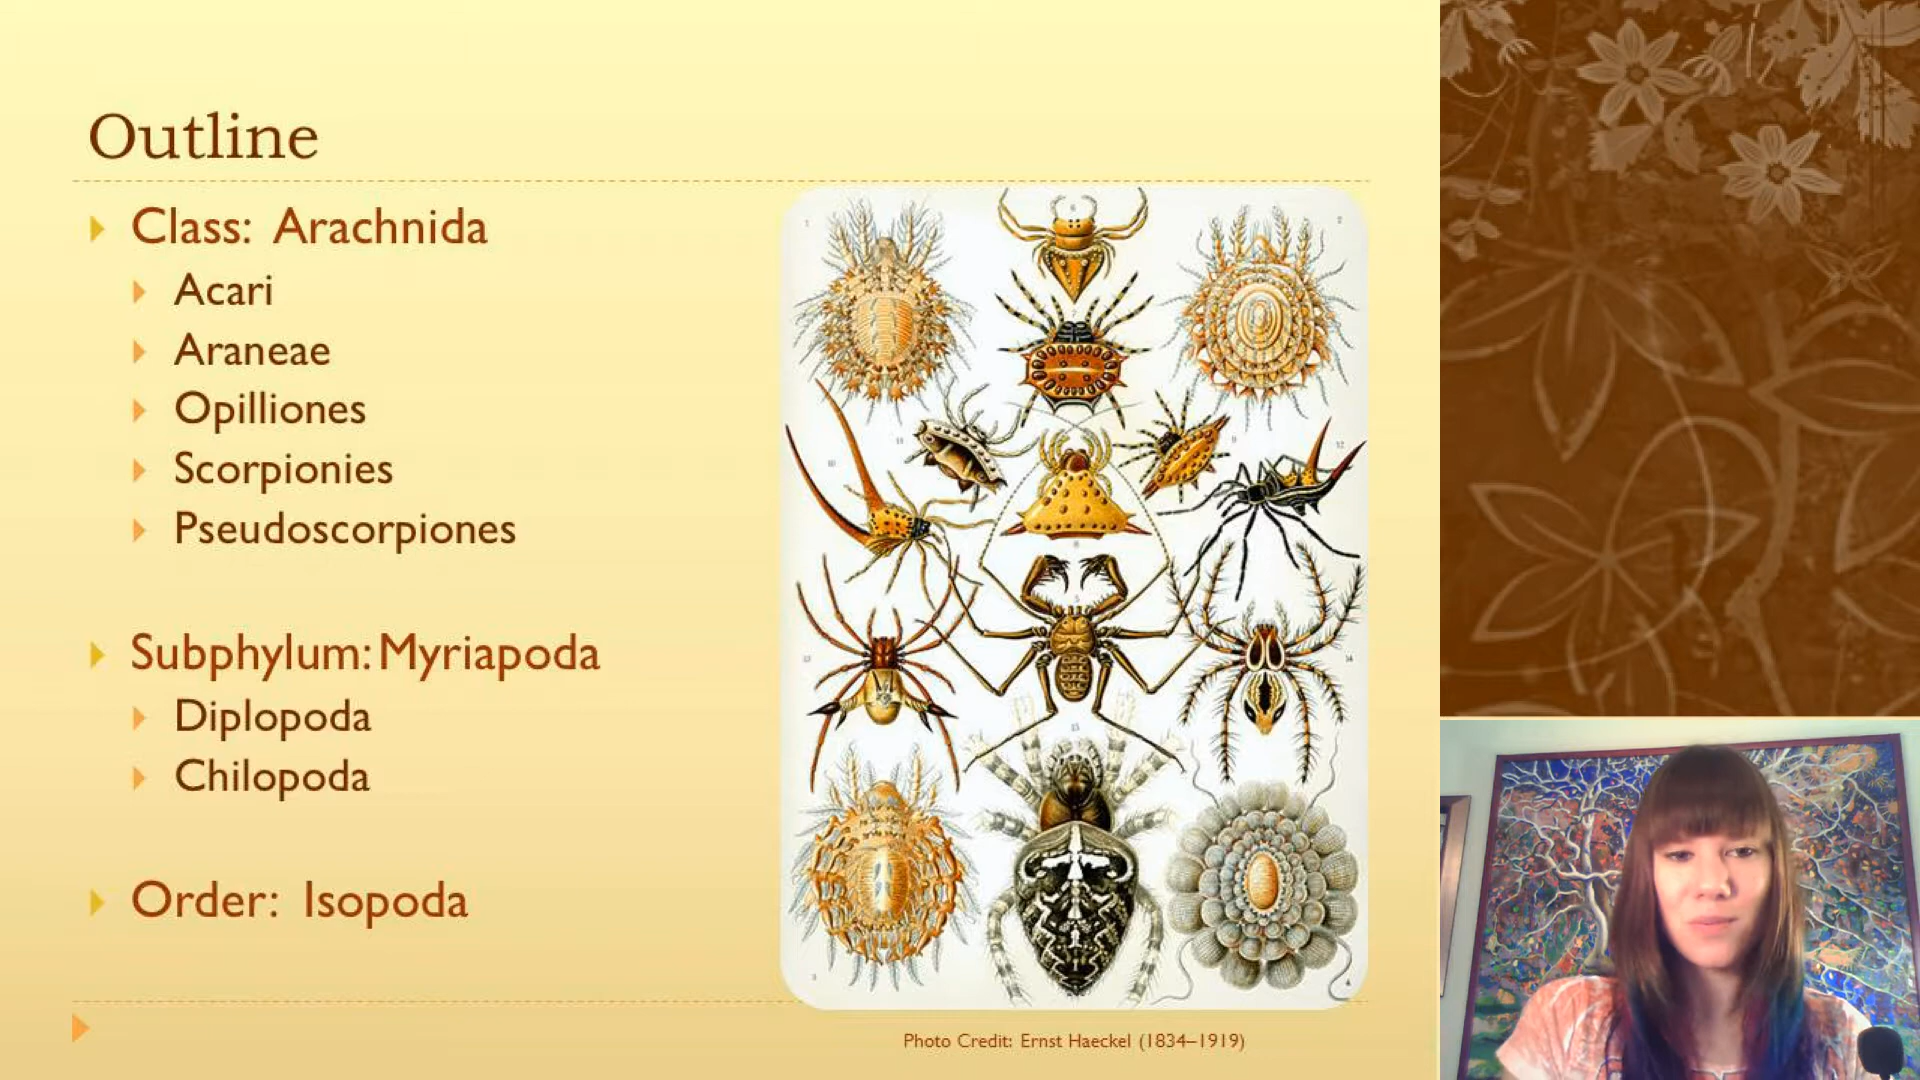 Outline
Class: Arachnida
Acari
Araneae
Opilliones
Scorpionies
Pseudoscorpiones
Subphylum: Myriapoda
Diplopoda
Chilopoda
Order: Isopoda
Photo Credit: Ernst Haeckel (1834–1919)